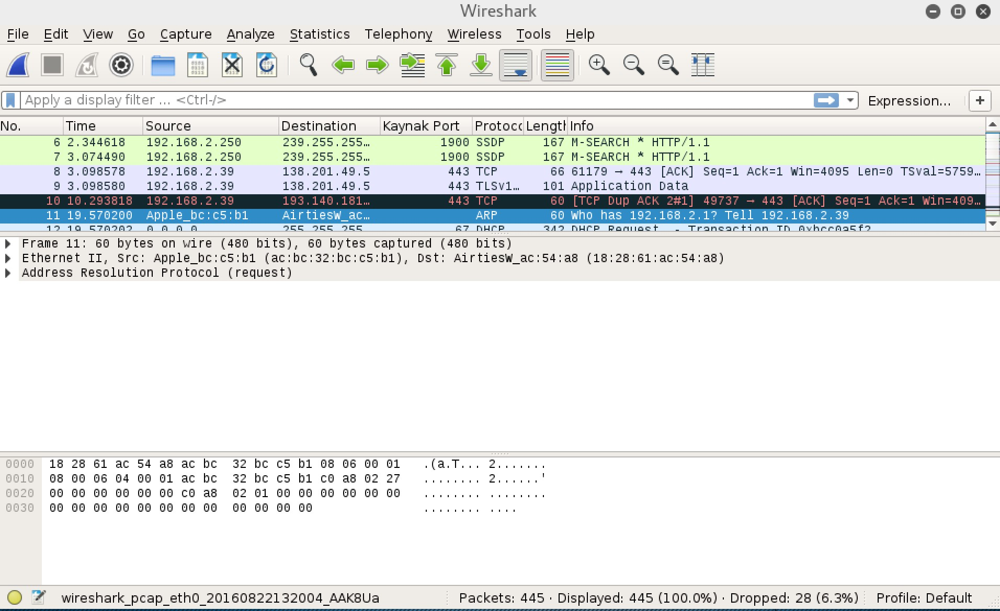 Wireshark
File Edit View Go Capture Analyze Statistics Telephony Wireless Tools Help
Apply a display filter ... <Ctrl-/> Expression... +
No. Time Source Destination Kaynak Port Protoc Length Info
6 2.344618 192.168.2.250 239.255.255… 1900 SSDP 167 M-SEARCH * HTTP/1.1
7 3.074490 192.168.2.250 239.255.255… 1900 SSDP 167 M-SEARCH * HTTP/1.1
8 3.098578 192.168.2.39 138.201.49.5 443 TCP 66 61179 → 443 [ACK] Seq=1 Ack=1 Win=4095 Len=0 TSval=5759…
9 3.098580 192.168.2.39 138.201.49.5 443 TLSv1… 101 Application Data
10 10.293818 192.168.2.39 193.140.181… 443 TCP 60 [TCP Dup ACK 2#1] 49737 → 443 [ACK] Seq=1 Ack=1 Win=409…
11 19.570200 Apple_bc:c5:b1 AirtiesW_ac… ARP 60 Who has 192.168.2.1? Tell 192.168.2.39
12 19.570202 0.0.0.0 255.255.255 67 DHCP 342 DHCP Request - Transaction ID 0xbcc0a5f2
Frame 11: 60 bytes on wire (480 bits), 60 bytes captured (480 bits)
Ethernet II, Src: Apple_bc:c5:b1 (ac:bc:32:bc:c5:b1), Dst: AirtiesW_ac:54:a8 (18:28:61:ac:54:a8)
Address Resolution Protocol (request)
0000 18 28 61 ac 54 a8 ac bc 32 bc c5 b1 08 06 00 01 .(a.T... 2.......
0010 08 00 06 04 00 01 ac bc 32 bc c5 b1 c0 a8 02 27 ........ 2......'
0020 00 00 00 00 00 00 c0 a8 02 01 00 00 00 00 00 00 ........ ........
0030 00 00 00 00 00 00 00 00 00 00 00 00 ........ ....
wireshark_pcap_eth0_20160822132004_AAK8Ua Packets: 445 · Displayed: 445 (100.0%) · Dropped: 28 (6.3%) Profile: Default